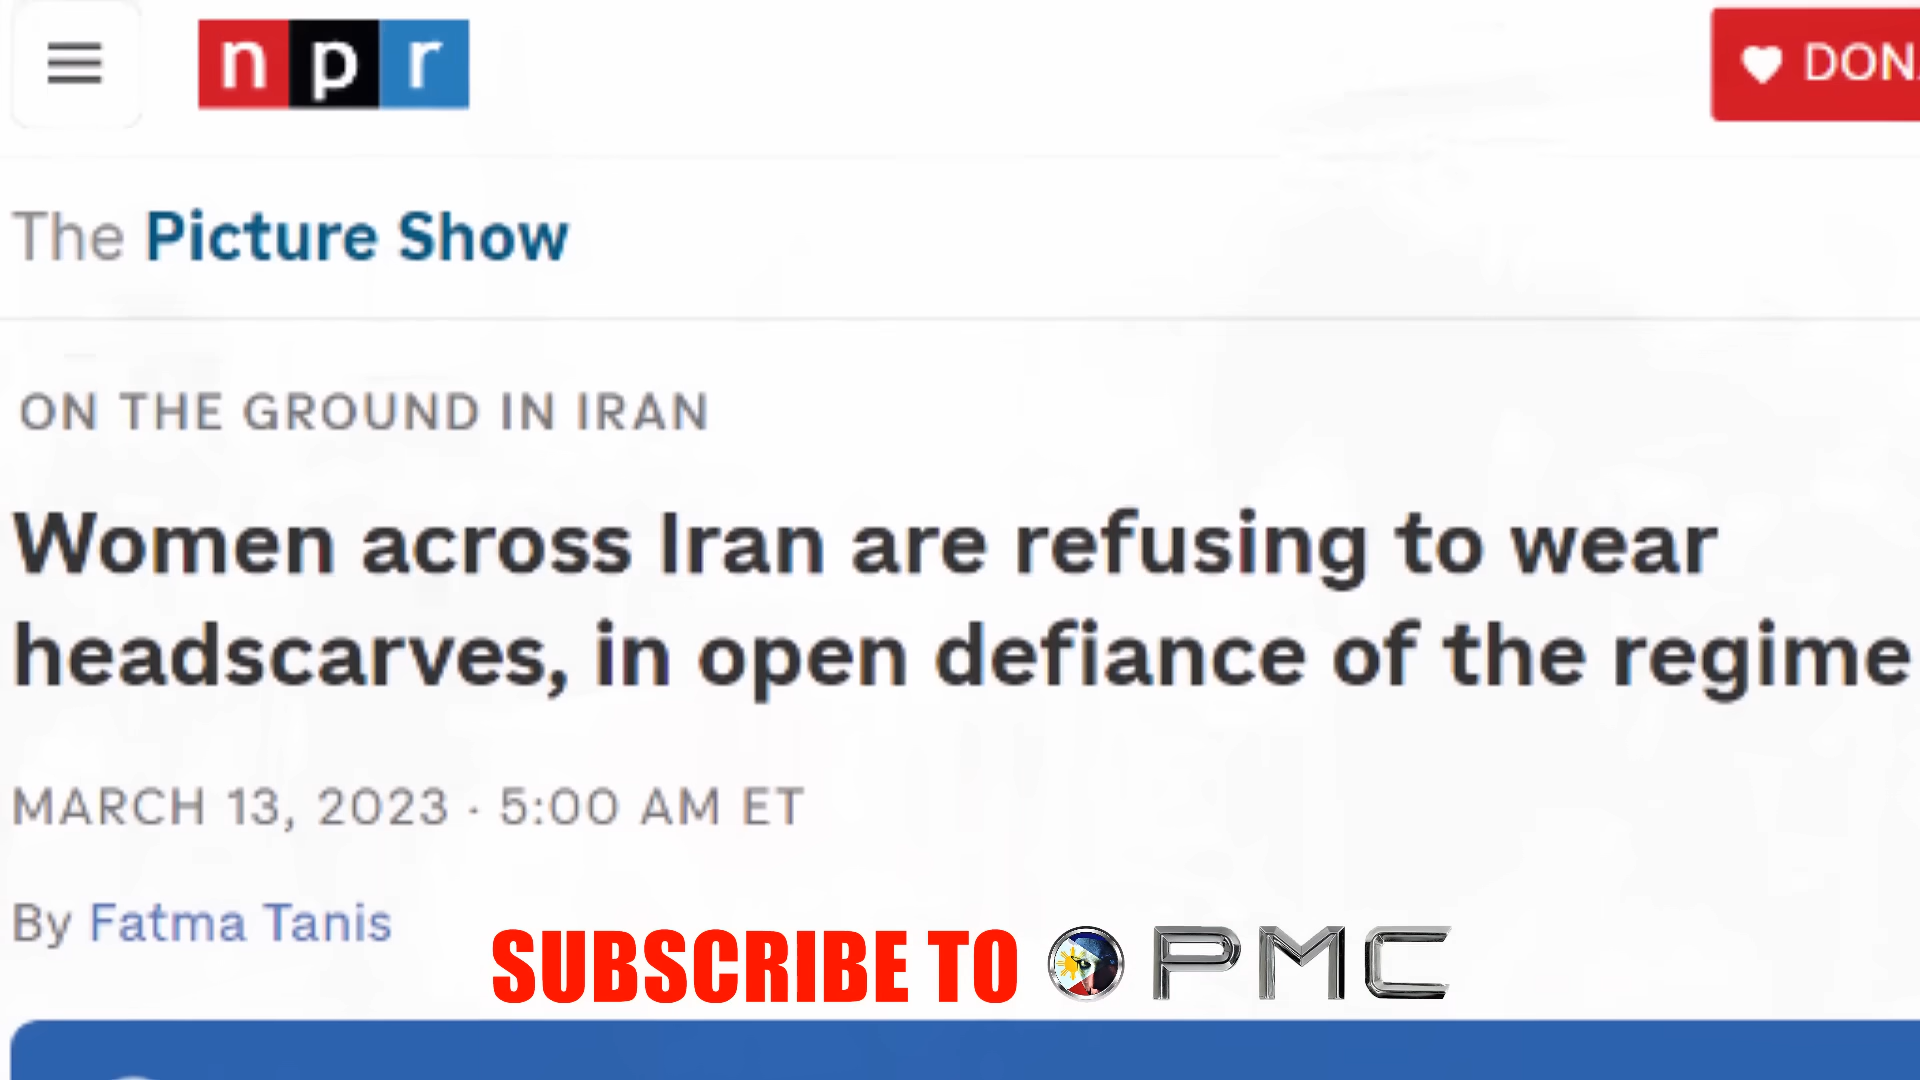 npr
DON
The Picture Show
ON THE GROUND IN IRAN
Women across Iran are refusing to wear
headscarves, in open defiance of the regime
MARCH 13, 2023 · 5:00 AM ET
By Fatma Tanis
SUBSCRIBE TO PMC